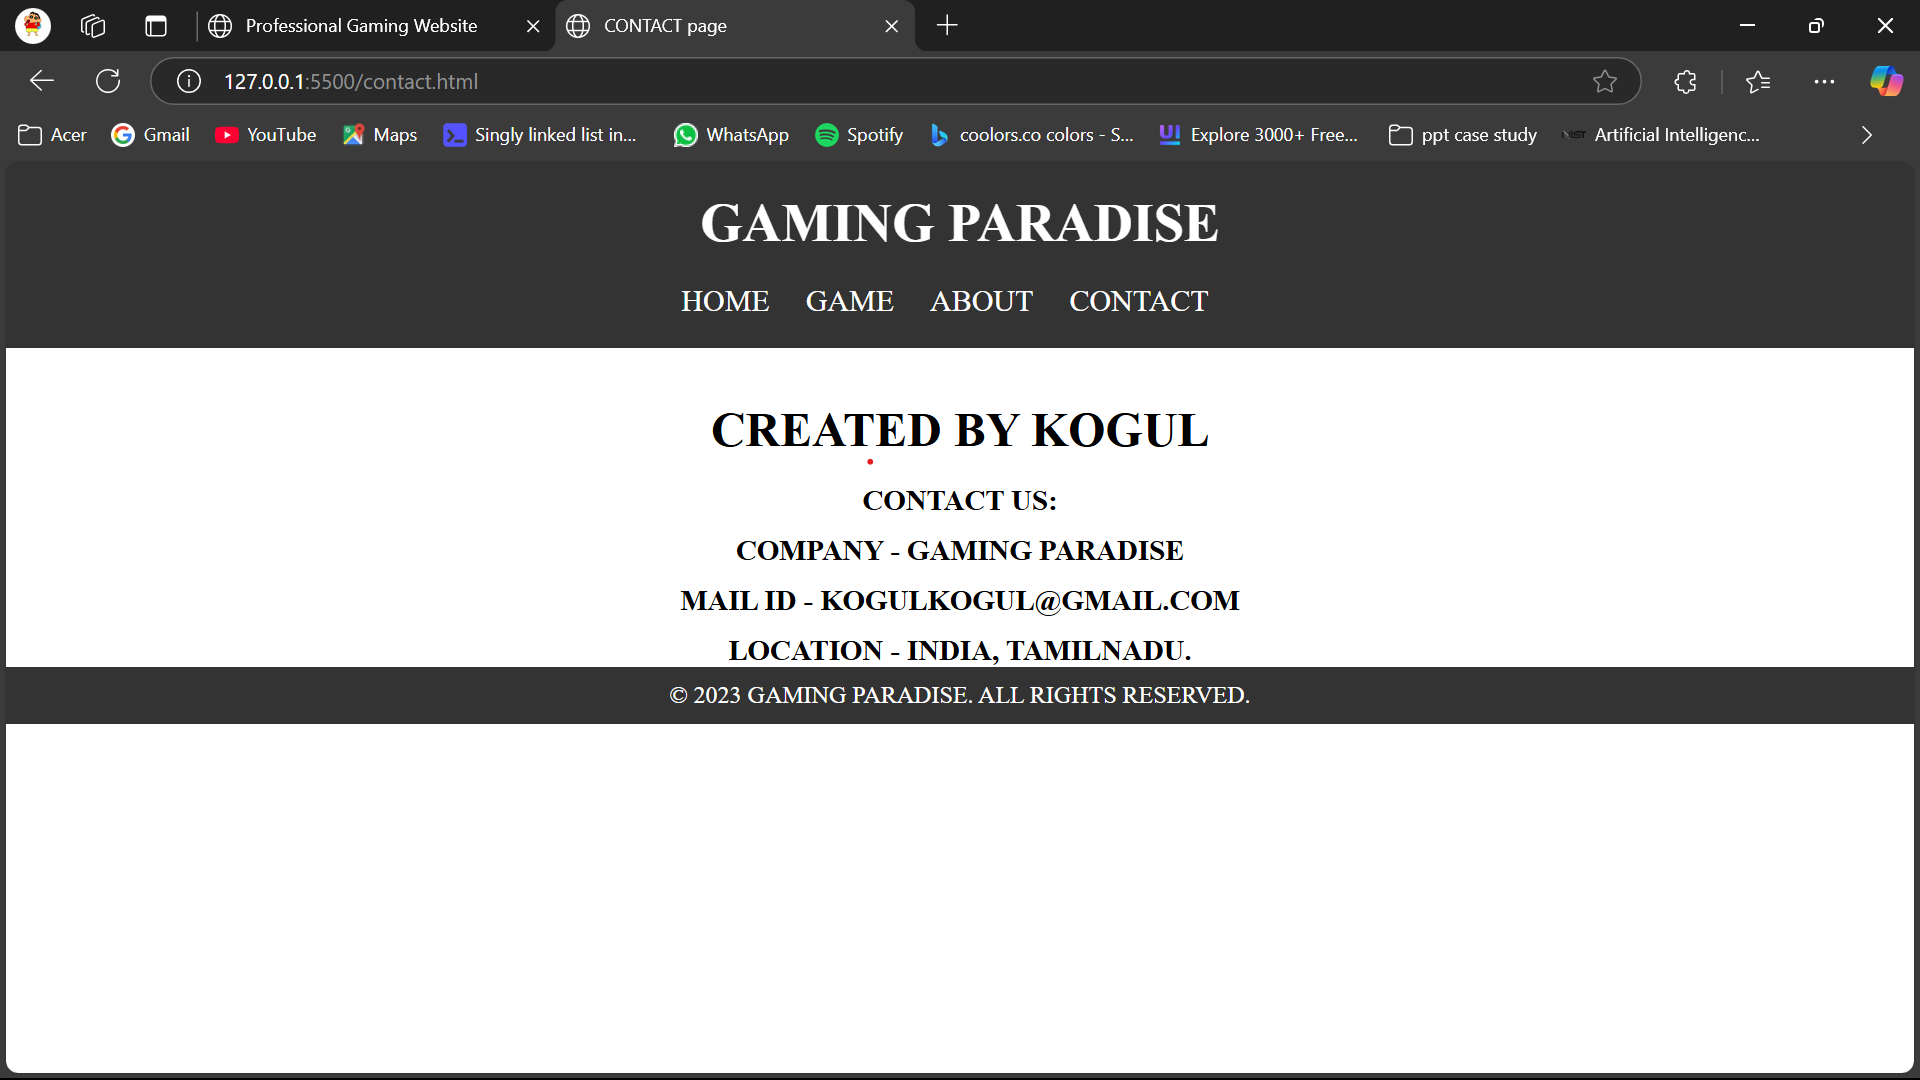 Professional Gaming Website
CONTACT page
127.0.0.1:5500/contact.html
Acer Gmail YouTube Maps Singly linked list in... WhatsApp Spotify coolors.co colors - S... Explore 3000+ Free... ppt case study Artificial Intelligenc...
GAMING PARADISE
HOME GAME ABOUT CONTACT
CREATED BY KOGUL
CONTACT US:
COMPANY - GAMING PARADISE
MAIL ID - KOGULKOGUL@GMAIL.COM
LOCATION - INDIA, TAMILNADU.
© 2023 GAMING PARADISE. ALL RIGHTS RESERVED.